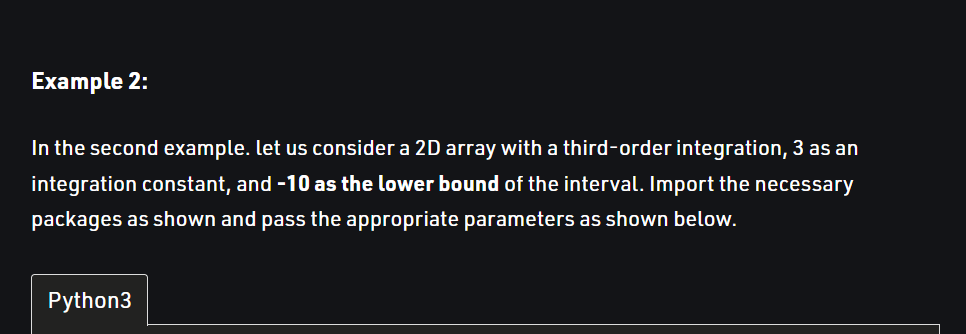 Example 2:
In the second example. let us consider a 2D array with a third-order integration, 3 as an
integration constant, and -10 as the lower bound of the interval. Import the necessary
packages as shown and pass the appropriate parameters as shown below.
Python3